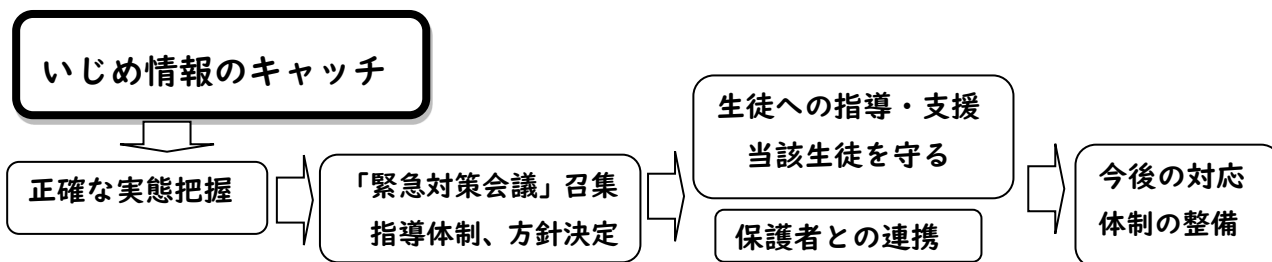 いじめ情報のキャッチ
正確な実態把握
「緊急対策会議」召集
指導体制、方針決定
生徒への指導・支援
当該生徒を守る
保護者との連携
今後の対応
体制の整備